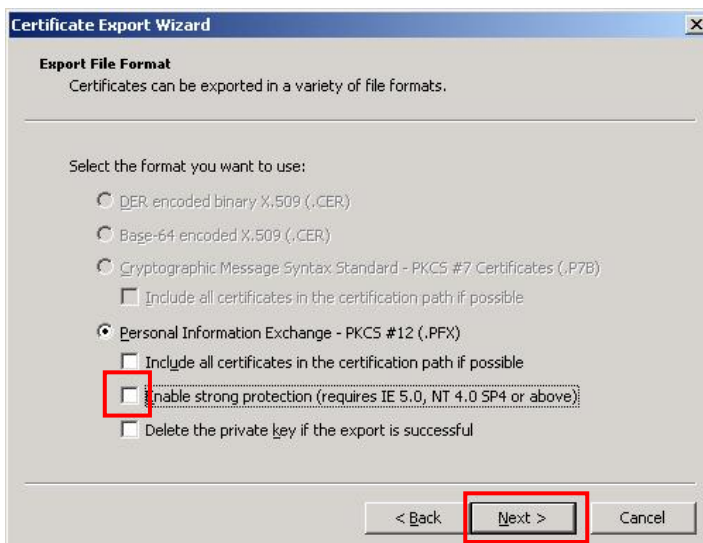 Certificate Export Wizard
Export File Format
Certificates can be exported in a variety of file formats.
Select the format you want to use:
DER encoded binary X.509 (.CER)
Base-64 encoded X.509 (.CER)
Cryptographic Message Syntax Standard - PKCS #7 Certificates (.P7B)
Include all certificates in the certification path if possible
Personal Information Exchange - PKCS #12 (.PFX)
Include all certificates in the certification path if possible
Enable strong protection (requires IE 5.0, NT 4.0 SP4 or above)
Delete the private key if the export is successful
< Back Next > Cancel